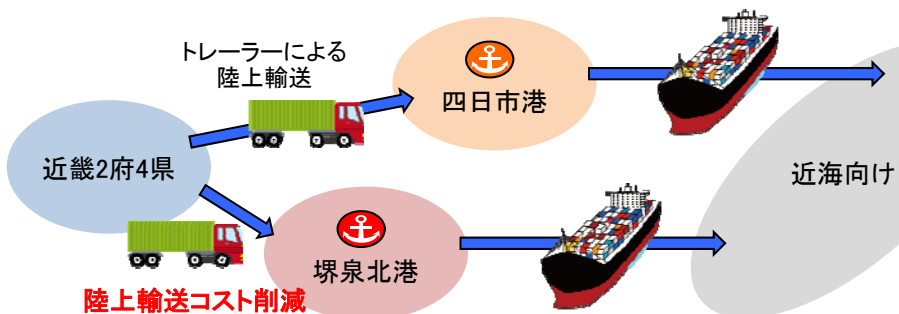 トレーラーによる
陸上輸送
四日市港
近畿2府4県
近海向け
堺泉北港
陸上輸送コスト削減